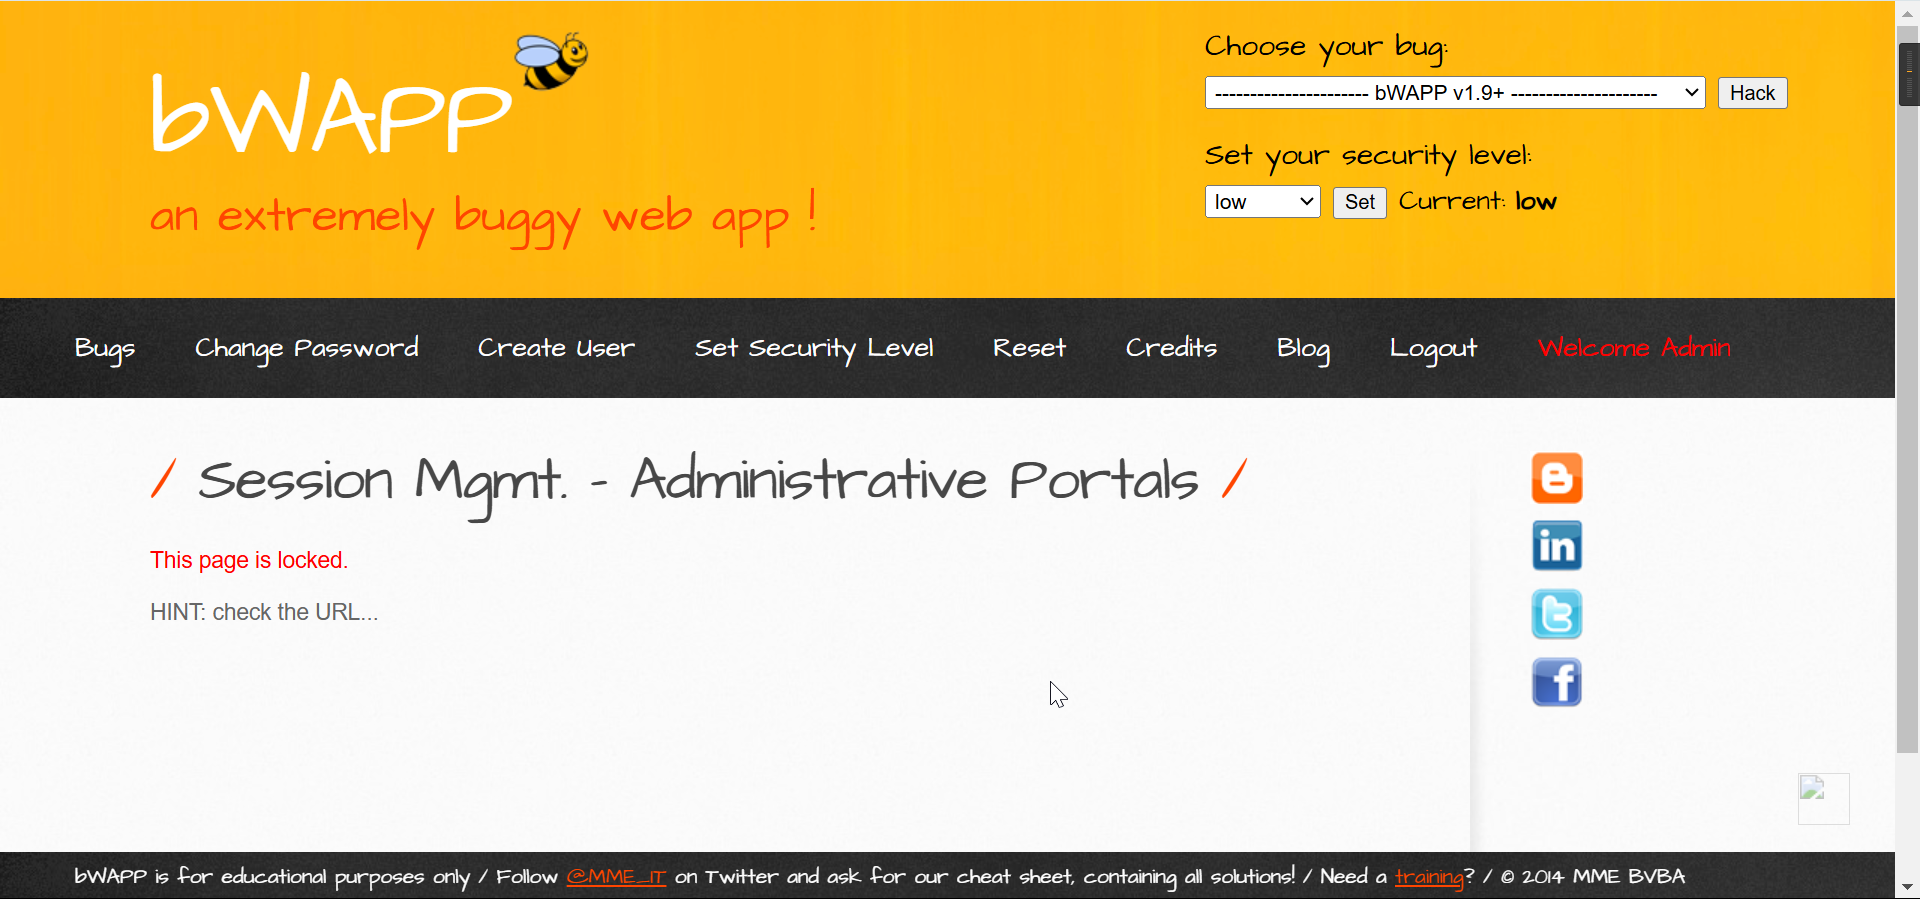 bWAPP
an extremely buggy web app !
Choose your bug:
---------------------- bWAPP v1.9+ --------------------- Hack
Set your security level:
low Set Current: low
Bugs Change Password Create User Set Security Level Reset Credits Blog Logout Welcome Admin
/ Session Mgmt. - Administrative Portals /
This page is locked.
HINT: check the URL...
bWAPP is for educational purposes only / Follow @MME_IT on Twitter and ask for our cheat sheet, containing all solutions! / Need a training? / © 2014 MME BVBA